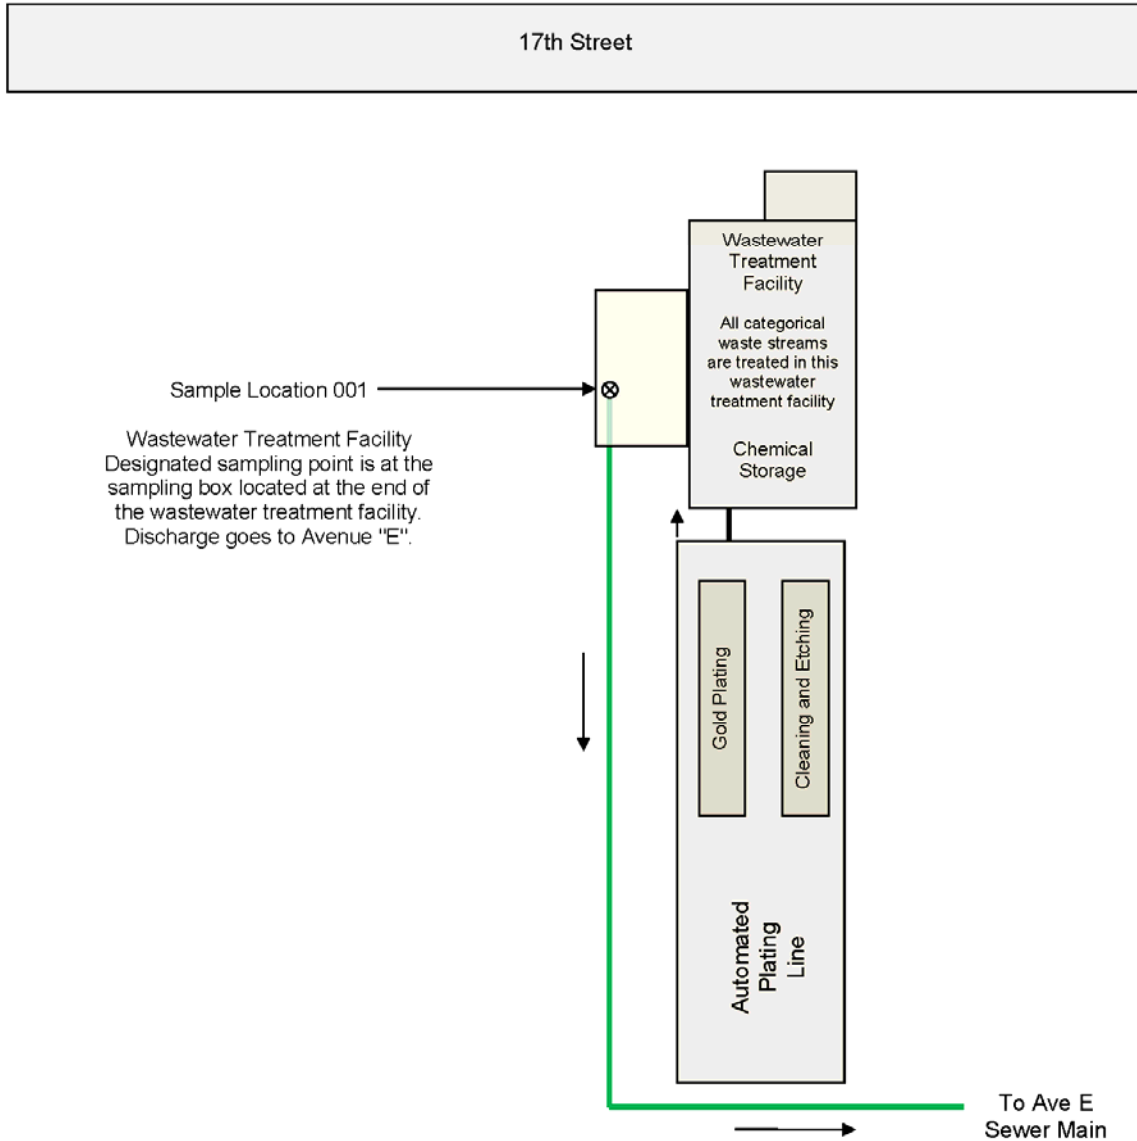 17th Street
Wastewater
Treatment
Facility
All categorical
waste streams
are treated in this
wastewater
treatment facility
Chemical
Storage
Sample Location 001
Wastewater Treatment Facility
Designated sampling point is at the
sampling box located at the end of
the wastewater treatment facility.
Discharge goes to Avenue "E".
Gold Plating
Cleaning and Etching
Automated
Plating
Line
To Ave E
Sewer Main